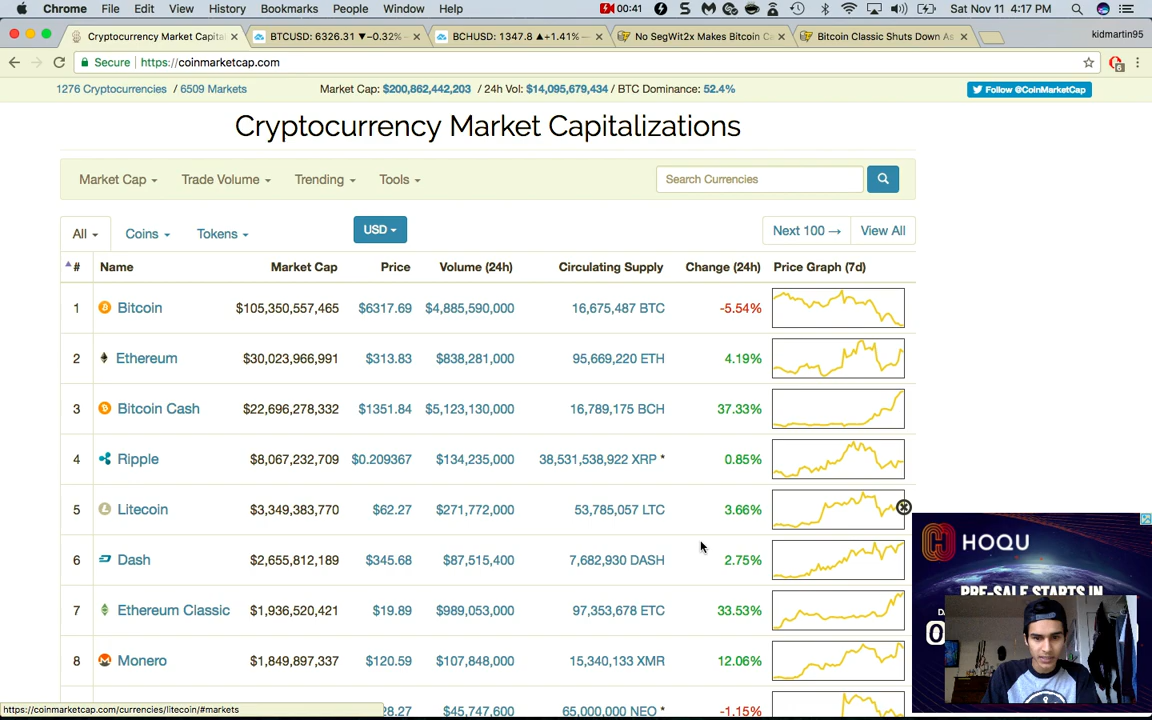 Chrome File Edit View History Bookmarks People Window Help 00:41 Sat Nov 11 4:17 PM
Cryptocurrency Market Capital × BTCUSD: 6326.31 ▼−0.32% × BCHUSD: 1347.8 ▲+1.41% × No SegWit2x Makes Bitcoin Ca × Bitcoin Classic Shuts Down As × kidmartin95
Secure https://coinmarketcap.com
1276 Cryptocurrencies / 6509 Markets Market Cap: $200,862,442,203 / 24h Vol: $14,095,679,434 / BTC Dominance: 52.4% Follow @CoinMarketCap
Cryptocurrency Market Capitalizations
Market Cap Trade Volume Trending Tools Search Currencies
All Coins Tokens USD Next 100 → View All
# Name Market Cap Price Volume (24h) Circulating Supply Change (24h) Price Graph (7d)
1 Bitcoin $105,350,557,465 $6317.69 $4,885,590,000 16,675,487 BTC -5.54%
2 Ethereum $30,023,966,991 $313.83 $838,281,000 95,669,220 ETH 4.19%
3 Bitcoin Cash $22,696,278,332 $1351.84 $5,123,130,000 16,789,175 BCH 37.33%
4 Ripple $8,067,232,709 $0.209367 $134,235,000 38,531,538,922 XRP * 0.85%
5 Litecoin $3,349,383,770 $62.27 $271,772,000 53,785,057 LTC 3.66%
6 Dash $2,655,812,189 $345.68 $87,515,400 7,682,930 DASH 2.75%
7 Ethereum Classic $1,936,520,421 $19.89 $989,053,000 97,353,678 ETC 33.53%
8 Monero $1,849,897,337 $120.59 $107,848,000 15,340,133 XMR 12.06%
28.27 $45,747,600 65,000,000 NEO * -1.15%
HOQU
PRE-SALE STARTS IN
https://coinmarketcap.com/currencies/litecoin/#markets